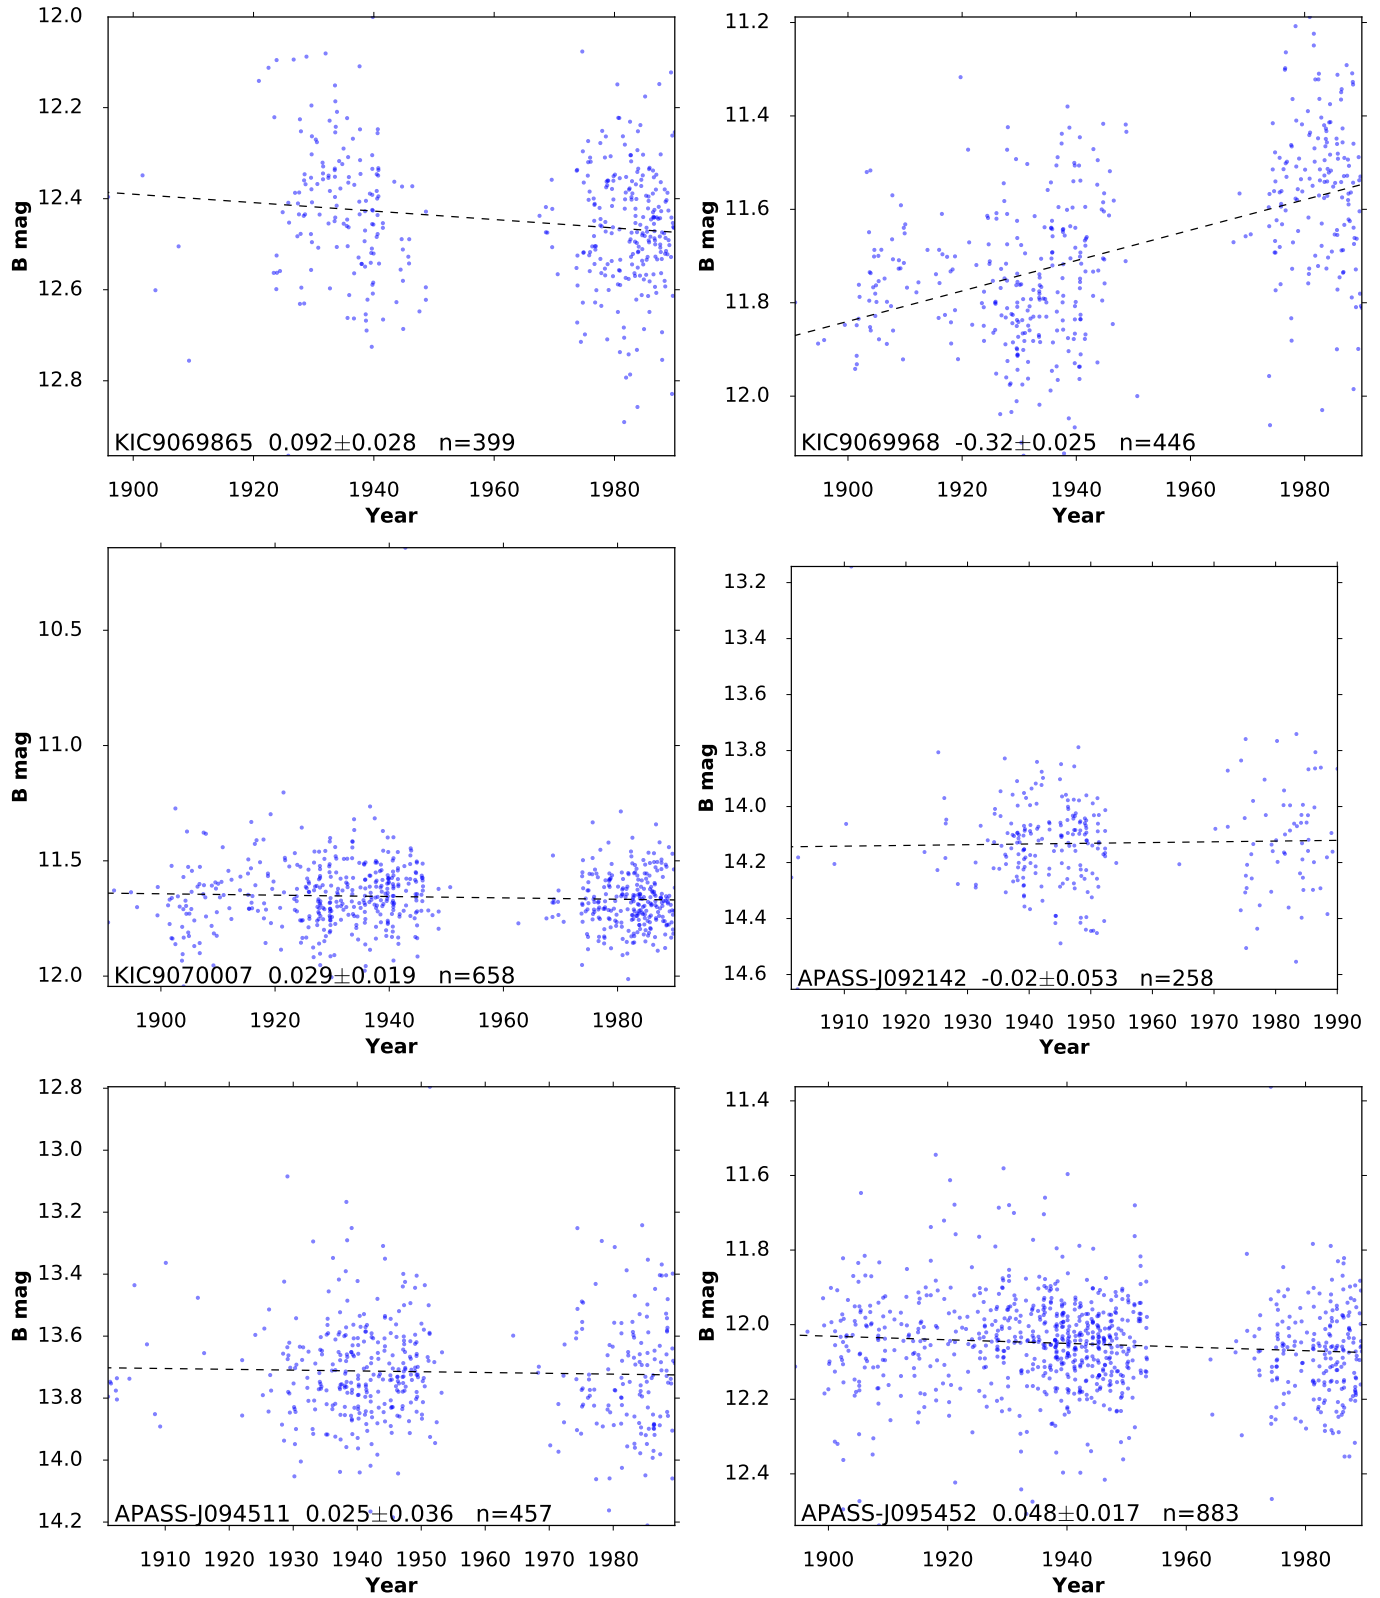 12.0
12.2
12.4
12.6
12.8
B mag
KIC9069865 0.092±0.028 n=399
1900 1920 1940 1960 1980
Year
11.2
11.4
11.6
11.8
12.0
B mag
KIC9069968 -0.32±0.025 n=446
1900 1920 1940 1960 1980
Year
10.5
11.0
11.5
12.0
B mag
KIC9070007 0.029±0.019 n=658
1900 1920 1940 1960 1980
Year
13.2
13.4
13.6
13.8
14.0
14.2
14.4
14.6
B mag
APASS-J092142 -0.02±0.053 n=258
1910 1920 1930 1940 1950 1960 1970 1980 1990
Year
12.8
13.0
13.2
13.4
13.6
13.8
14.0
14.2
B mag
APASS-J094511 0.025±0.036 n=457
1910 1920 1930 1940 1950 1960 1970 1980
Year
11.4
11.6
11.8
12.0
12.2
12.4
B mag
APASS-J095452 0.048±0.017 n=883
1900 1920 1940 1960 1980
Year